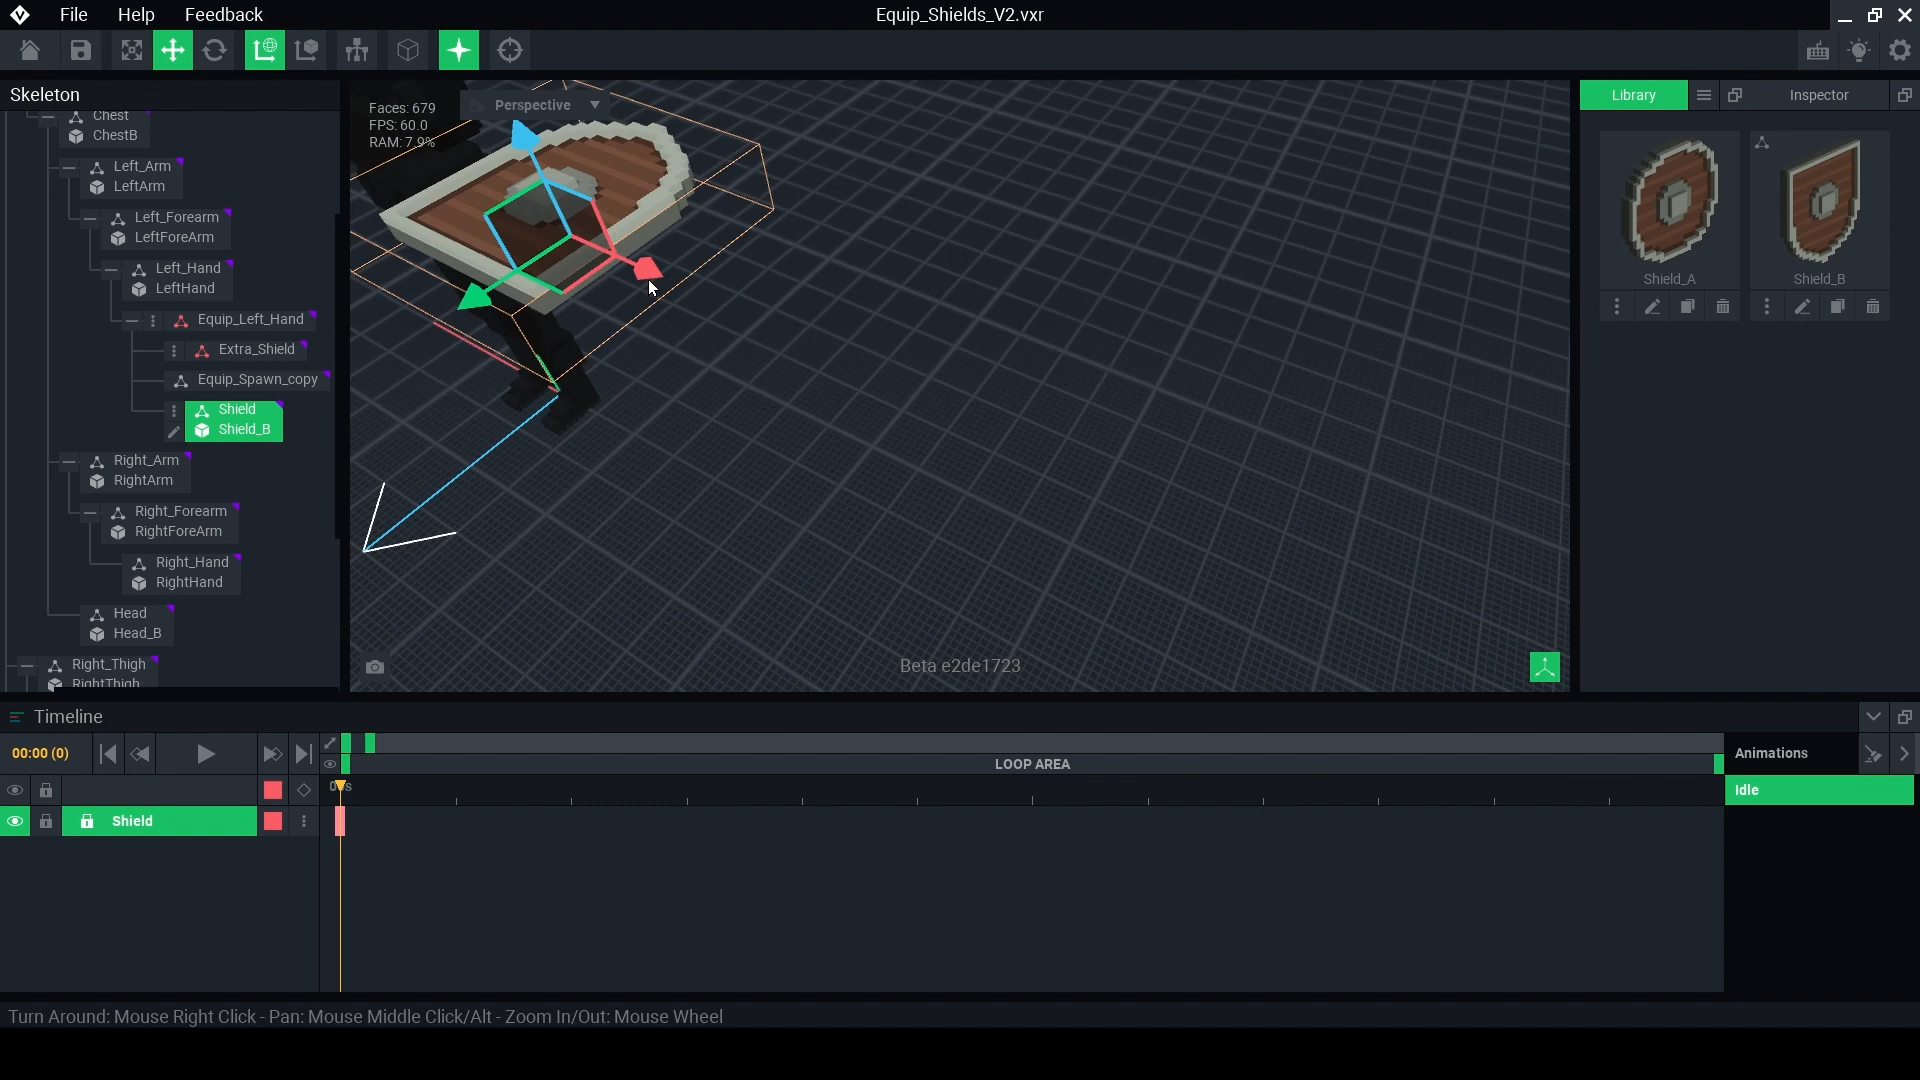 File Help Feedback Equip_Shields_V2.vxr
Skeleton
Chest
ChestB
Left_Arm
LeftArm
Left_Forearm
LeftForeArm
Left_Hand
LeftHand
Equip_Left_Hand
Extra_Shield
Equip_Spawn_copy
Shield
Shield_B
Right_Arm
RightArm
Right_Forearm
RightForeArm
Right_Hand
RightHand
Head
Head_B
Right_Thigh
RightThigh
Faces: 679
FPS: 60.0
RAM: 7.9%
Perspective
Beta e2de1723
Library Inspector
Shield_A Shield_B
Timeline
00:00 (0)
LOOP AREA
Animations
Idle
Shield
Turn Around: Mouse Right Click - Pan: Mouse Middle Click/Alt - Zoom In/Out: Mouse Wheel